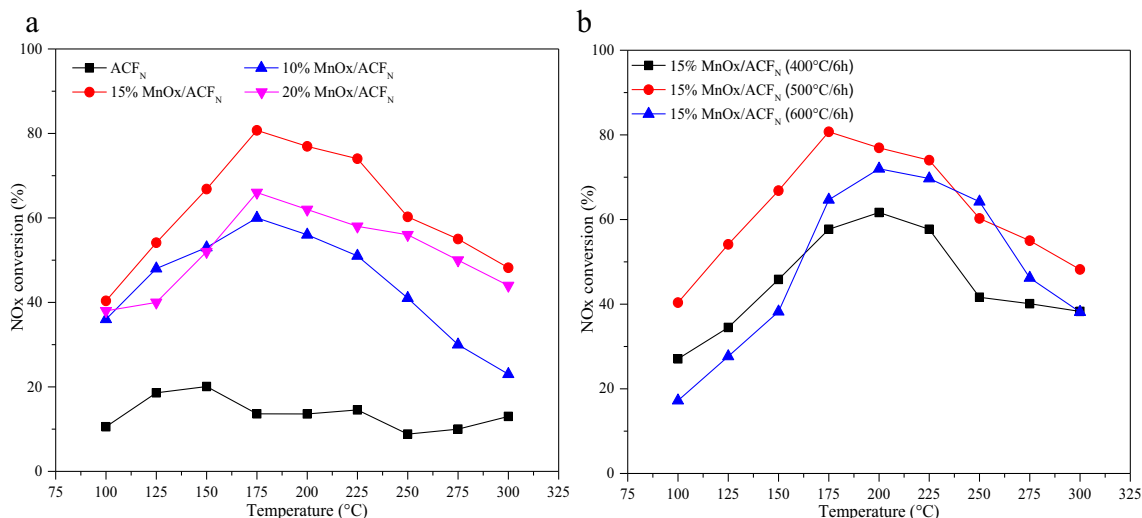 a
NOx conversion (%)
100
80
60
40
20
0
ACF_N
10% MnOx/ACF_N
15% MnOx/ACF_N
20% MnOx/ACF_N
75 100 125 150 175 200 225 250 275 300 325
Temperature (°C)
b
NOx conversion (%)
100
80
60
40
20
0
15% MnOx/ACF_N (400°C/6h)
15% MnOx/ACF_N (500°C/6h)
15% MnOx/ACF_N (600°C/6h)
75 100 125 150 175 200 225 250 275 300 325
Temperature (°C)